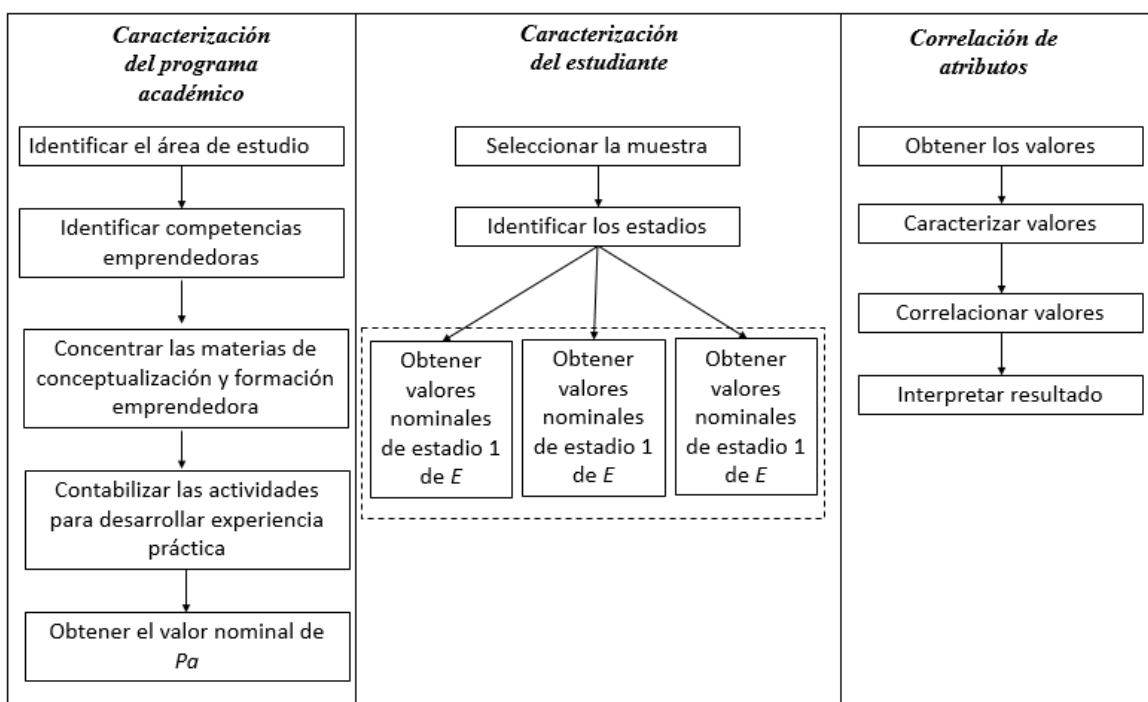 Caracterización
del programa
académico
Identificar el área de estudio
Identificar competencias
emprendedoras
Concentrar las materias de
conceptualización y formación
emprendedora
Contabilizar las actividades
para desarrollar experiencia
práctica
Obtener el valor nominal de
Pa
Caracterización
del estudiante
Seleccionar la muestra
Identificar los estadios
Obtener
valores
nominales
de estadio 1
de E
Obtener
valores
nominales
de estadio 1
de E
Obtener
valores
nominales
de estadio 1
de E
Correlación de
atributos
Obtener los valores
Caracterizar valores
Correlacionar valores
Interpretar resultado